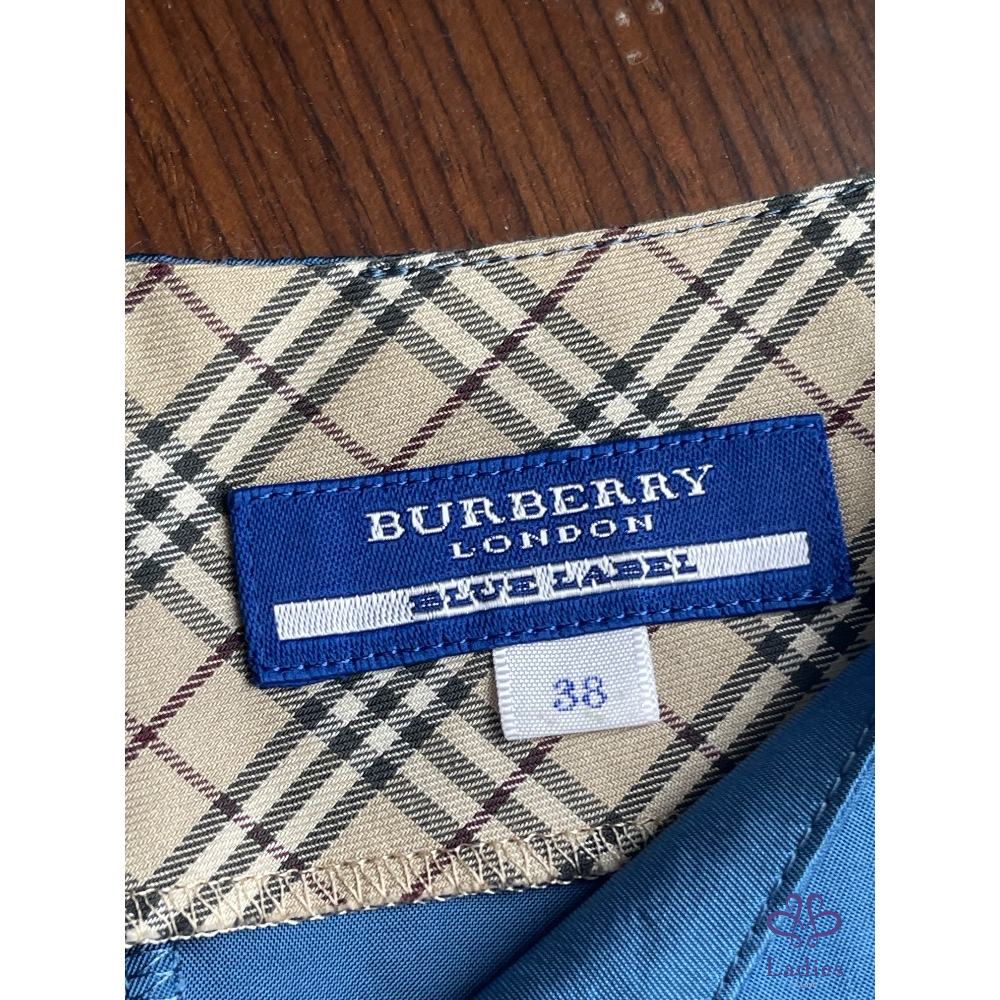 BURBERRY
LONDON
BLUE LABEL
38
Ladies